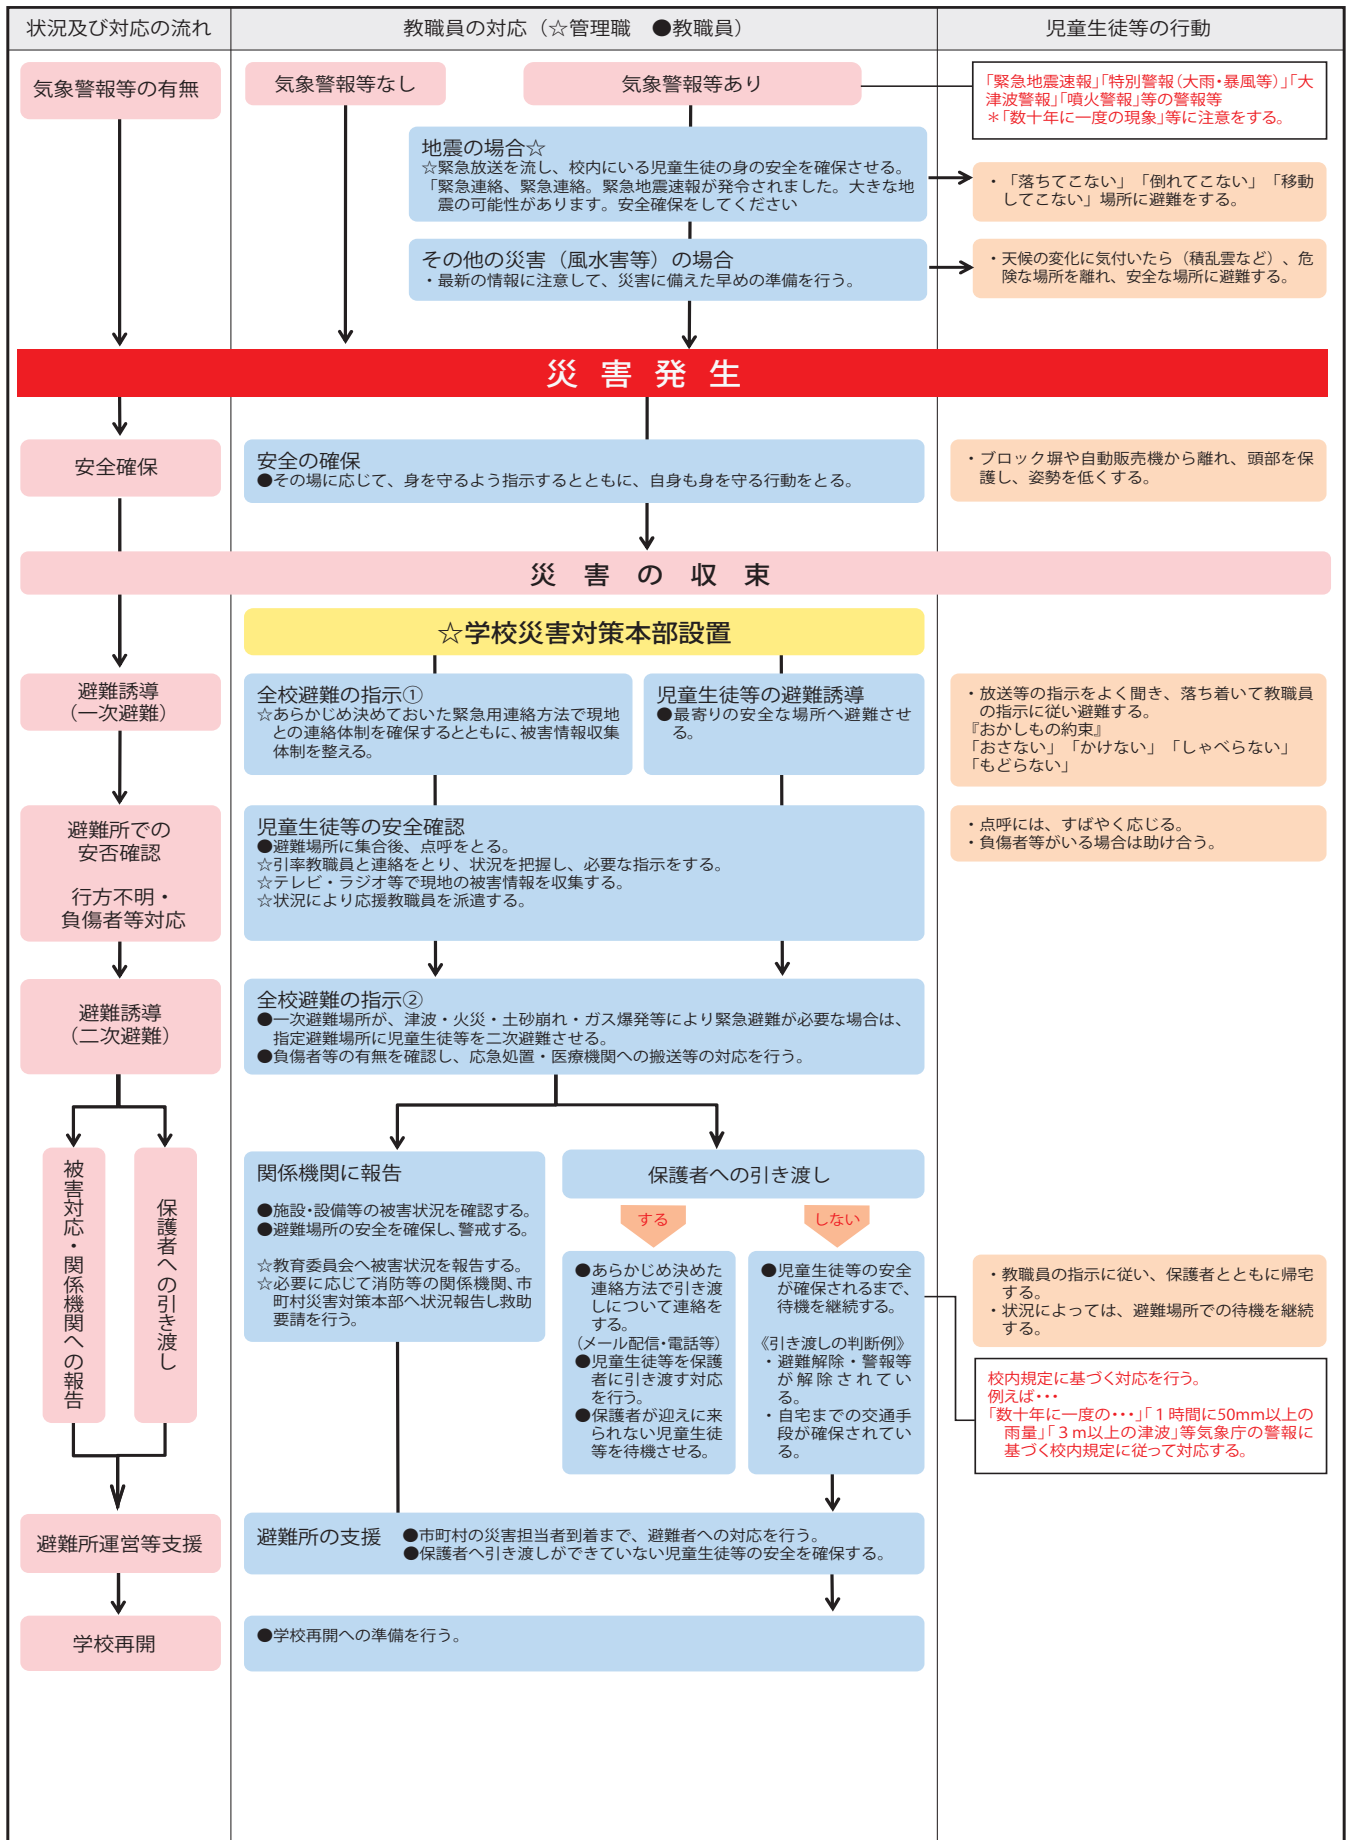 状況及び対応の流れ
教職員の対応（☆管理職　●教職員）
児童生徒等の行動
気象警報等の有無
気象警報等なし
気象警報等あり
「緊急地震速報」「特別警報（大雨・暴風等）」「大
津波警報」「噴火警報」等の警報等
＊「数十年に一度の現象」等に注意をする。
地震の場合☆
☆緊急放送を流し、校内にいる児童生徒の身の安全を確保させる。
「緊急連絡、緊急連絡。緊急地震速報が発令されました。大きな地
震の可能性があります。安全確保をしてください
・「落ちてこない」「倒れてこない」「移動
してこない」場所に避難をする。
その他の災害（風水害等）の場合
・最新の情報に注意して、災害に備えた早めの準備を行う。
・天候の変化に気付いたら（積乱雲など）、危
険な場所を離れ、安全な場所に避難する。
災害発生
安全確保
安全の確保
●その場に応じて、身を守るよう指示するとともに、自身も身を守る行動をとる。
・ブロック塀や自動販売機から離れ、頭部を保
護し、姿勢を低くする。
災害の収束
☆学校災害対策本部設置
避難誘導
（一次避難）
全校避難の指示①
☆あらかじめ決めておいた緊急用連絡方法で現地
との連絡体制を確保するとともに、被害情報収集
体制を整える。
児童生徒等の避難誘導
●最寄りの安全な場所へ避難させ
る。
・放送等の指示をよく聞き、落ち着いて教職員
の指示に従い避難する。
『おかしもの約束』
「おさない」「かけない」「しゃべらない」
「もどらない」
避難所での
安否確認
行方不明・
負傷者等対応
児童生徒等の安全確認
●避難場所に集合後、点呼をとる。
☆引率教職員と連絡をとり、状況を把握し、必要な指示をする。
☆テレビ・ラジオ等で現地の被害情報を収集する。
☆状況により応援教職員を派遣する。
・点呼には、すばやく応じる。
・負傷者等がいる場合は助け合う。
避難誘導
（二次避難）
全校避難の指示②
●一次避難場所が、津波・火災・土砂崩れ・ガス爆発等により緊急避難が必要な場合は、
指定避難場所に児童生徒等を二次避難させる。
●負傷者等の有無を確認し、応急処置・医療機関への搬送等の対応を行う。
被害対応・関係機関への報告
保護者への引き渡し
関係機関に報告
●施設・設備等の被害状況を確認する。
●避難場所の安全を確保し、警戒する。
☆教育委員会へ被害状況を報告する。
☆必要に応じて消防等の関係機関、市
町村災害対策本部へ状況報告し救助
要請を行う。
保護者への引き渡し
する
しない
●あらかじめ決めた
連絡方法で引き渡
しについて連絡を
する。
（メール配信・電話等）
●児童生徒等を保護
者に引き渡す対応
を行う。
●保護者が迎えに来
られない児童生徒
等を待機させる。
●児童生徒等の安全
が確保されるまで、
待機を継続する。
《引き渡しの判断例》
・避難解除・警報等
が解除されてい
る。
・自宅までの交通手
段が確保されてい
る。
・教職員の指示に従い、保護者とともに帰宅
する。
・状況によっては、避難場所での待機を継続
する。
校内規定に基づく対応を行う。
例えば・・・
「数十年に一度の・・・」「１時間に50mm以上の
雨量」「３ｍ以上の津波」等気象庁の警報に
基づく校内規定に従って対応する。
避難所運営等支援
避難所の支援　●市町村の災害担当者到着まで、避難者への対応を行う。
●保護者へ引き渡しができていない児童生徒等の安全を確保する。
学校再開
●学校再開への準備を行う。